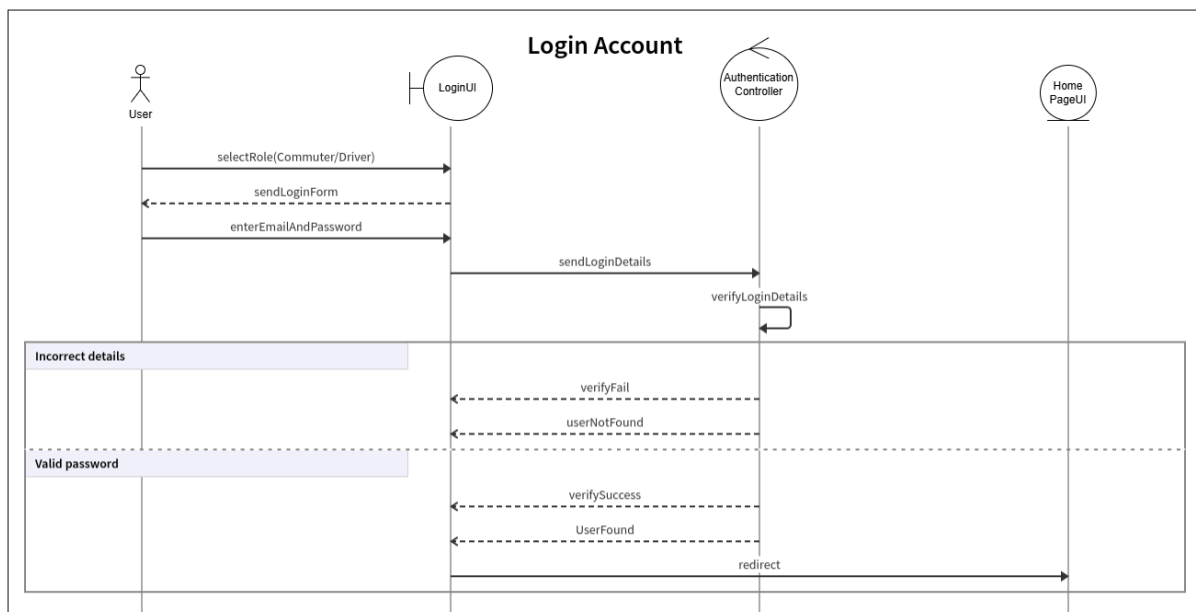 Login Account
User
LoginUI
Authentication
Controller
Home
PageUI
selectRole(Commuter/Driver)
sendLoginForm
enterEmailAndPassword
sendLoginDetails
verifyLoginDetails
Incorrect details
verifyFail
userNotFound
Valid password
verifySuccess
UserFound
redirect